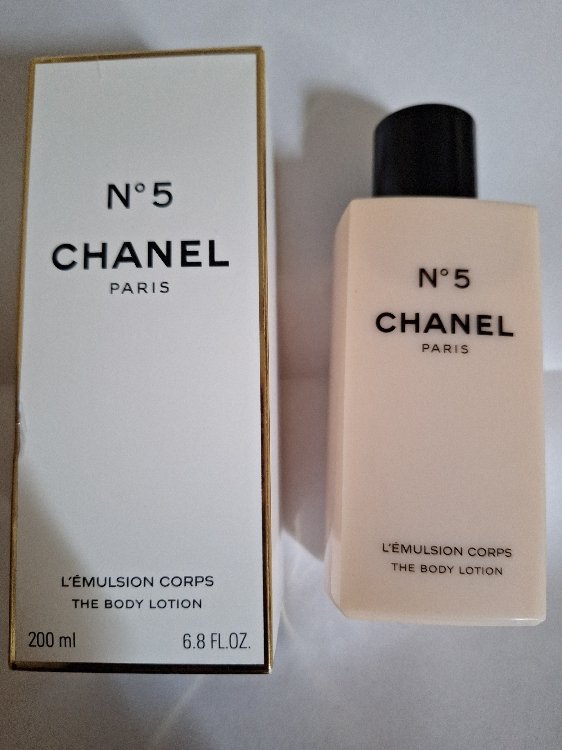 N°5
CHANEL
PARIS
L'ÉMULSION CORPS
THE BODY LOTION
200 ml 6.8 FL.OZ.
N°5
CHANEL
PARIS
L'ÉMULSION CORPS
THE BODY LOTION